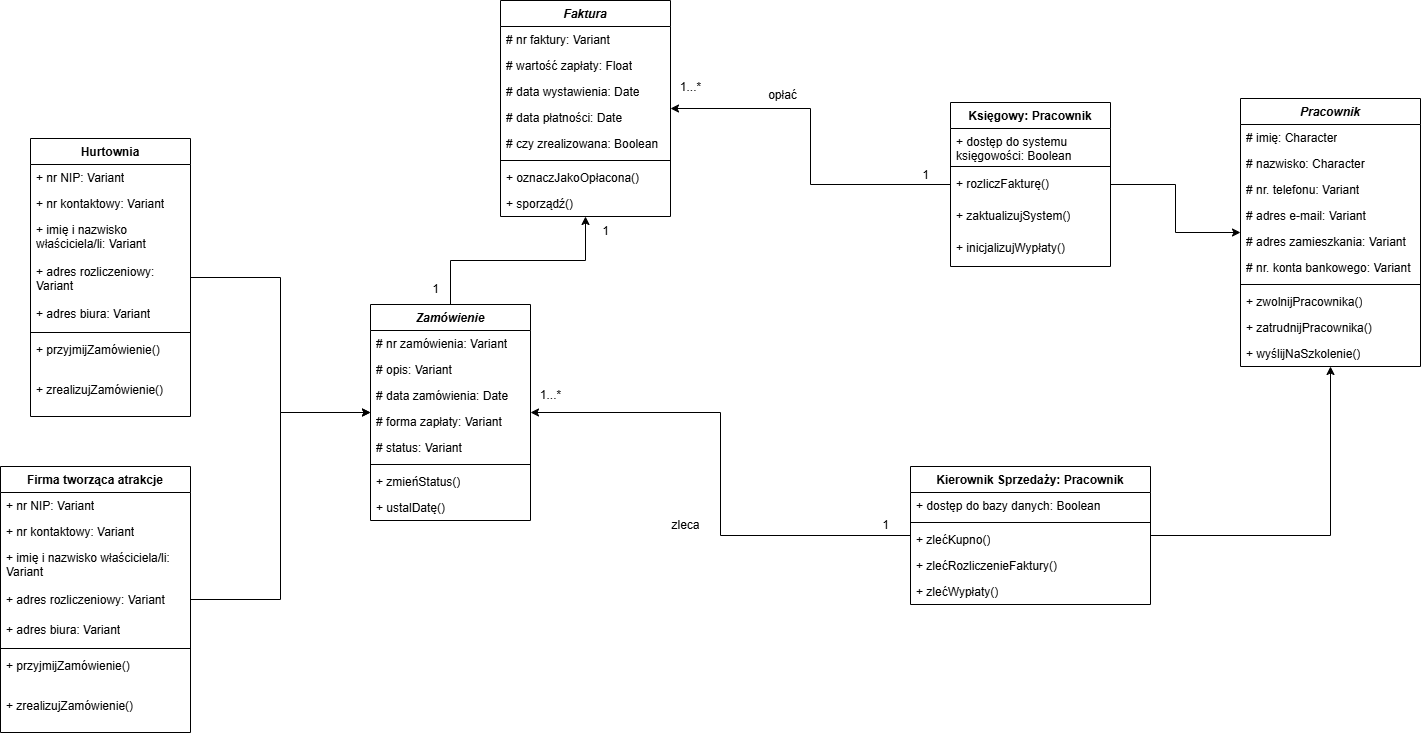 Faktura
# nr faktury: Variant
# wartość zapłaty: Float
# data wystawienia: Date
# data płatności: Date
# czy zrealizowana: Boolean
+ oznaczJakoOpłacona()
+ sporządź()
1...*
opłać
1
1
1
Księgowy: Pracownik
+ dostęp do systemu
księgowości: Boolean
+ rozliczFakturę()
+ zaktualizujSystem()
+ inicjalizujWypłaty()
Pracownik
# imię: Character
# nazwisko: Character
# nr. telefonu: Variant
# adres e-mail: Variant
# adres zamieszkania: Variant
# nr. konta bankowego: Variant
+ zwolnijPracownika()
+ zatrudnijPracownika()
+ wyślijNaSzkolenie()
Hurtownia
+ nr NIP: Variant
+ nr kontaktowy: Variant
+ imię i nazwisko
właściciela/li: Variant
+ adres rozliczeniowy:
Variant
+ adres biura: Variant
+ przyjmijZamówienie()
+ zrealizujZamówienie()
Zamówienie
# nr zamówienia: Variant
# opis: Variant
# data zamówienia: Date
# forma zapłaty: Variant
# status: Variant
+ zmieńStatus()
+ ustalDatę()
1...*
zleca
1
Firma tworząca atrakcje
+ nr NIP: Variant
+ nr kontaktowy: Variant
+ imię i nazwisko właściciela/li:
Variant
+ adres rozliczeniowy: Variant
+ adres biura: Variant
+ przyjmijZamówienie()
+ zrealizujZamówienie()
Kierownik Sprzedaży: Pracownik
+ dostęp do bazy danych: Boolean
+ zlećKupno()
+ zlećRozliczenieFaktury()
+ zlećWypłaty()